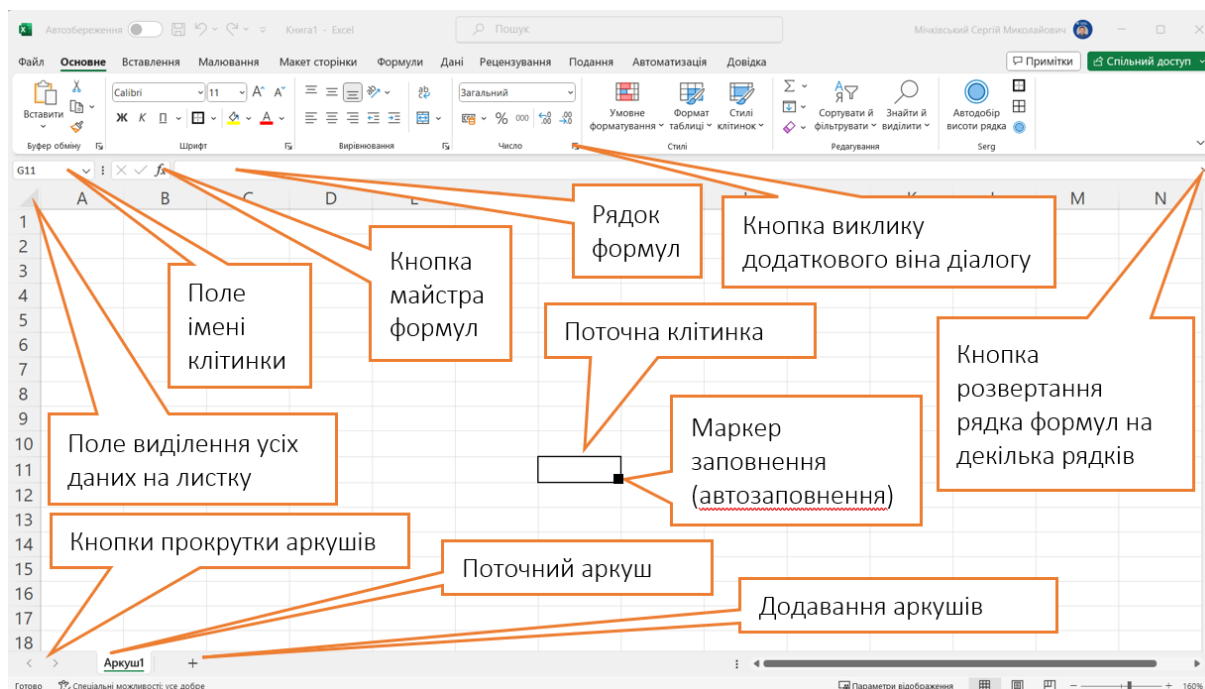 Автозбереження Книга1 - Excel Пошук Мічківський Сергій Миколайович
Файл Основне Вставлення Малювання Макет сторінки Формули Дані Рецензування Подання Автоматизація Довідка Примітки Спільний доступ
Вставити
Calibri 11
Ж К П
Загальний
% 000
Умовне форматування
Формат таблиці
Стилі клітинок
Сортувати й фільтрувати
Знайти й виділити
Автодобір висоти рядка
Буфер обміну Шрифт Вирівнювання Число Стилі Редагування Serg
G11 fx
A B D M N
1
2
3
4
5
6
7
8
9
10
11
12
13
14
15
16
17
18
Рядок
формул
Кнопка виклику
додаткового віна діалогу
Кнопка
майстра
формул
Поле
імені
клітинки
Поточна клітинка
Кнопка
розвертання
рядка формул на
декілька рядків
Поле виділення усіх
даних на листку
Маркер
заповнення
(автозаповнення)
Кнопки прокрутки аркушів
Поточний аркуш
Додавання аркушів
Аркуш1 +
Готово Спеціальні можливості: усе добре Параметри відображення 160%